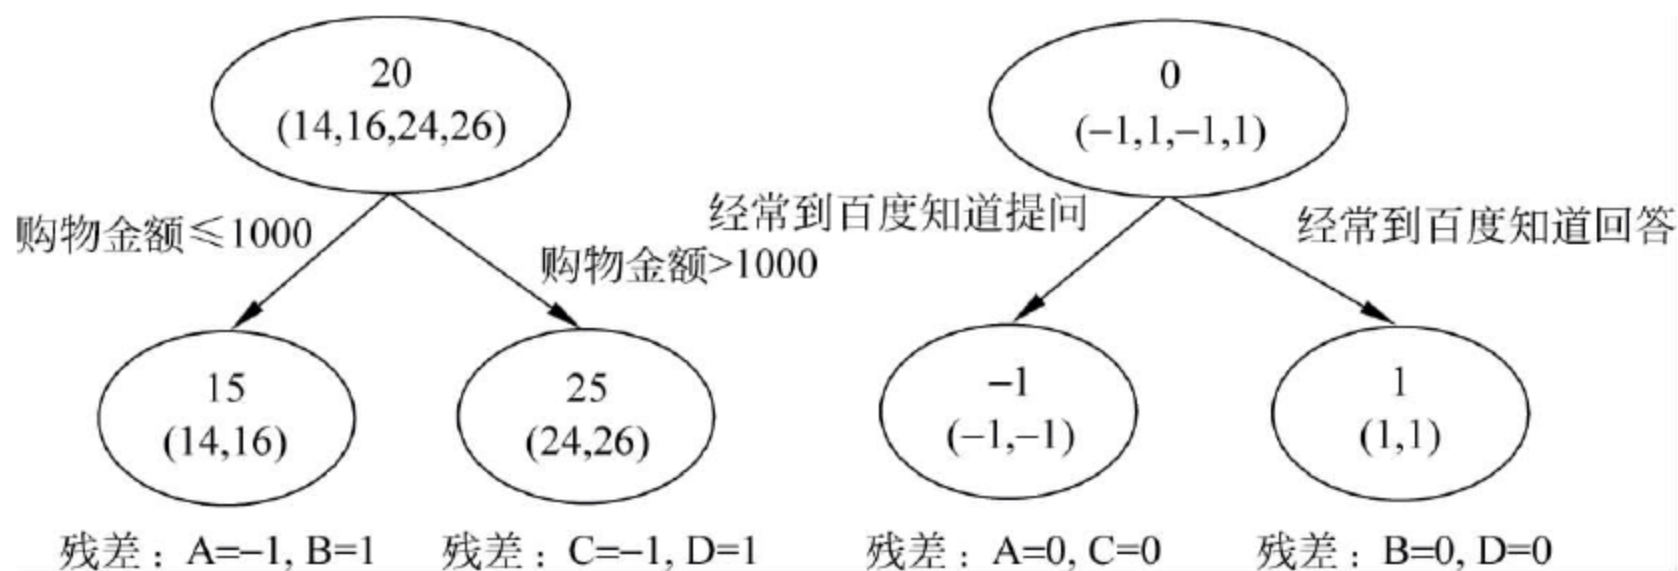 20
(14,16,24,26)
购物金额≤1000
购物金额>1000
15
(14,16)
25
(24,26)
残差：A=−1, B=1
残差：C=−1, D=1
0
(−1,1,−1,1)
经常到百度知道提问
经常到百度知道回答
−1
(−1,−1)
1
(1,1)
残差：A=0, C=0
残差：B=0, D=0